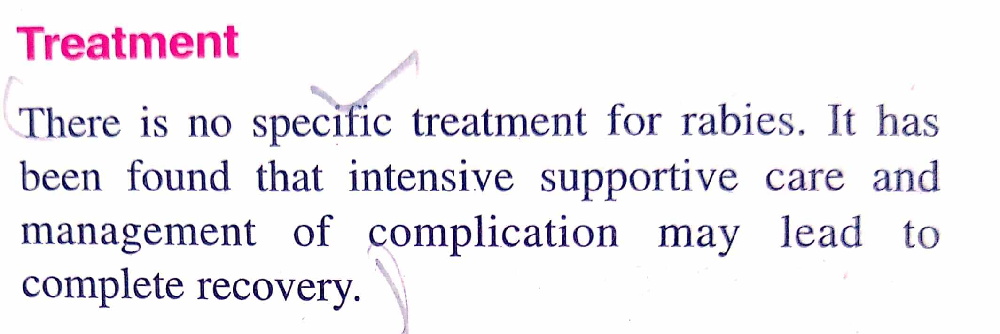 Treatment
There is no specific treatment for rabies. It has
been found that intensive supportive care and
management of complication may lead to
complete recovery.